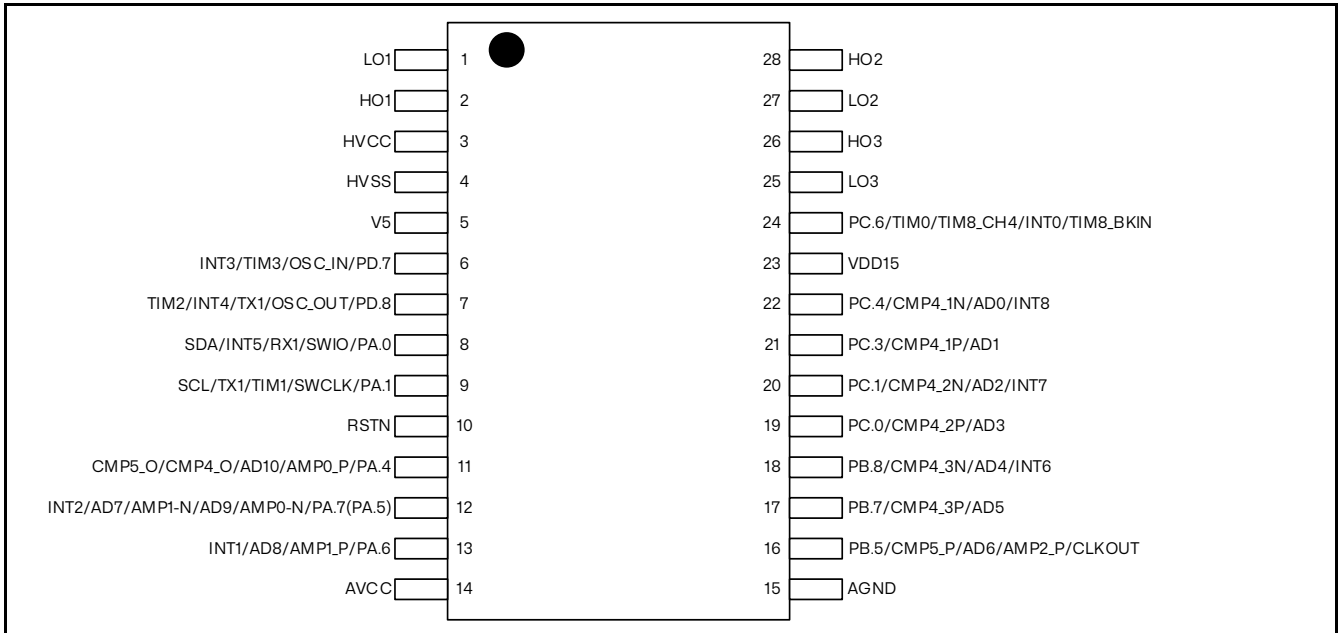 LO1 1 28 HO2
HO1 2 27 LO2
HVCC 3 26 HO3
HVSS 4 25 LO3
V5 5 24 PC.6/TIM0/TIM8_CH4/INT0/TIM8_BKIN
INT3/TIM3/OSC_IN/PD.7 6 23 VDD15
TIM2/INT4/TX1/OSC_OUT/PD.8 7 22 PC.4/CMP4_1N/AD0/INT8
SDA/INT5/RX1/SWIO/PA.0 8 21 PC.3/CMP4_1P/AD1
SCL/TX1/TIM1/SWCLK/PA.1 9 20 PC.1/CMP4_2N/AD2/INT7
RSTN 10 19 PC.0/CMP4_2P/AD3
CMP5_O/CMP4_O/AD10/AMP0_P/PA.4 11 18 PB.8/CMP4_3N/AD4/INT6
INT2/AD7/AMP1-N/AD9/AMP0-N/PA.7(PA.5) 12 17 PB.7/CMP4_3P/AD5
INT1/AD8/AMP1_P/PA.6 13 16 PB.5/CMP5_P/AD6/AMP2_P/CLKOUT
AVCC 14 15 AGND